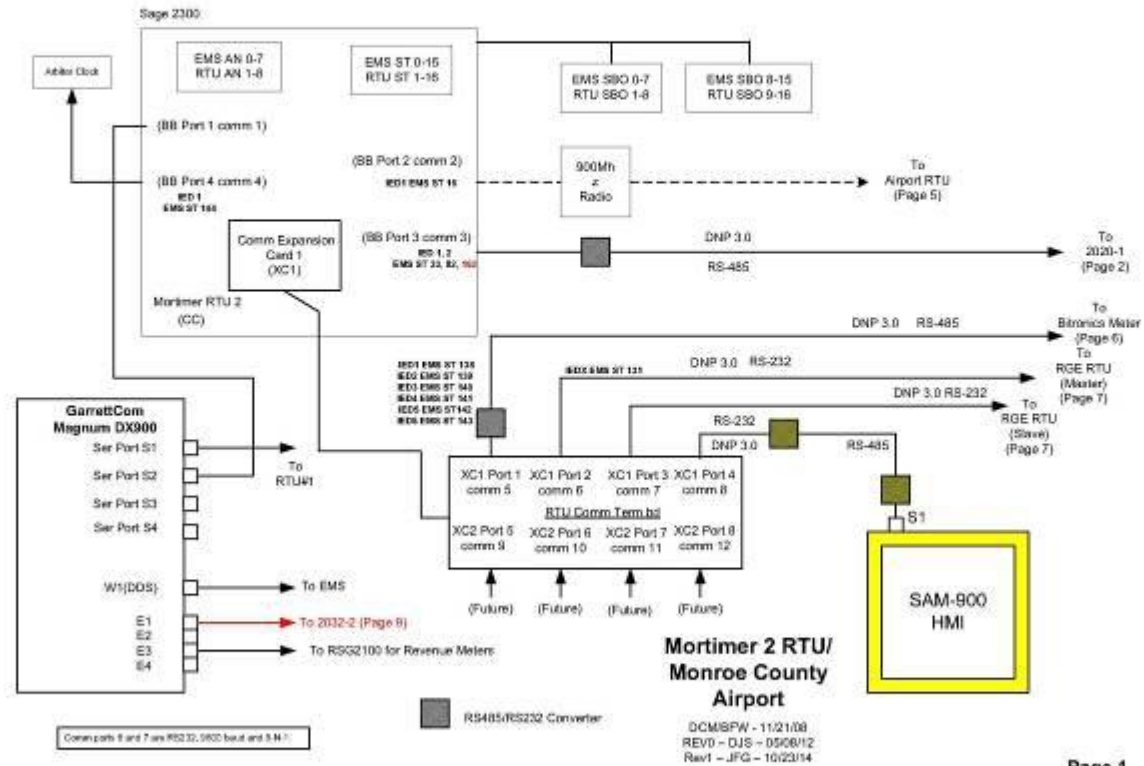 Sage 2300
Arbiter Clock
EMS AN 0-7
RTU AN 1-8
EMS ST 0-15
RTU ST 1-16
EMS SBO 0-7
RTU SBO 1-8
EMS SBO 8-15
RTU SBO 9-16
(BB Port 1 comm 1)
(BB Port 2 comm 2)
IED1 EMS ST 16
900Mh
z
Radio
To
Airport RTU
(Page 5)
(BB Port 4 comm 4)
IED 1
EMS ST
Comm Expansion
Card 1
(XC1)
(BB Port 3 comm 3)
IED 1, 2
EMS ST 33, 82, 162
DNP 3.0
RS-485
To
2020-1
(Page 2)
Mortimer RTU 2
(CC)
To
Bitronics Meter
(Page 6)
DNP 3.0 RS-485
IED1 EMS ST 138
IED2 EMS ST 139
IED3 EMS ST 140
IED4 EMS ST 141
IED5 EMS ST142
IED6 EMS ST 143
IEDX EMS ST 131
DNP 3.0 RS-232
To
RGE RTU
(Master)
(Page 7)
DNP 3.0 RS-232
To
RGE RTU
(Slave)
(Page 7)
RS-232
DNP 3.0
RS-485
GarrettCom
Magnum DX900
Ser Port S1
Ser Port S2
Ser Port S3
Ser Port S4
To
RTU#1
W1(DDS)
To EMS
E1
E2
E3
E4
To 2032-2 (Page 9)
To RSG2100 for Revenue Meters
XC1 Port 1
comm 5
XC1 Port 2
comm 6
XC1 Port 3
comm 7
XC1 Port 4
comm 8
RTU Comm Term bd
XC2 Port 5
comm 9
XC2 Port 6
comm 10
XC2 Port 7
comm 11
XC2 Port 8
comm 12
(Future)
(Future)
(Future)
(Future)
S1
SAM-900
HMI
Mortimer 2 RTU/
Monroe County
Airport
DCM/BFW - 11/21/08
REV0 – DJS – 05/08/12
Rev1 – JFG – 10/23/14
RS485/RS232 Converter
Comm ports 6 and 7 are RS232, 9600 baud and
Page 1